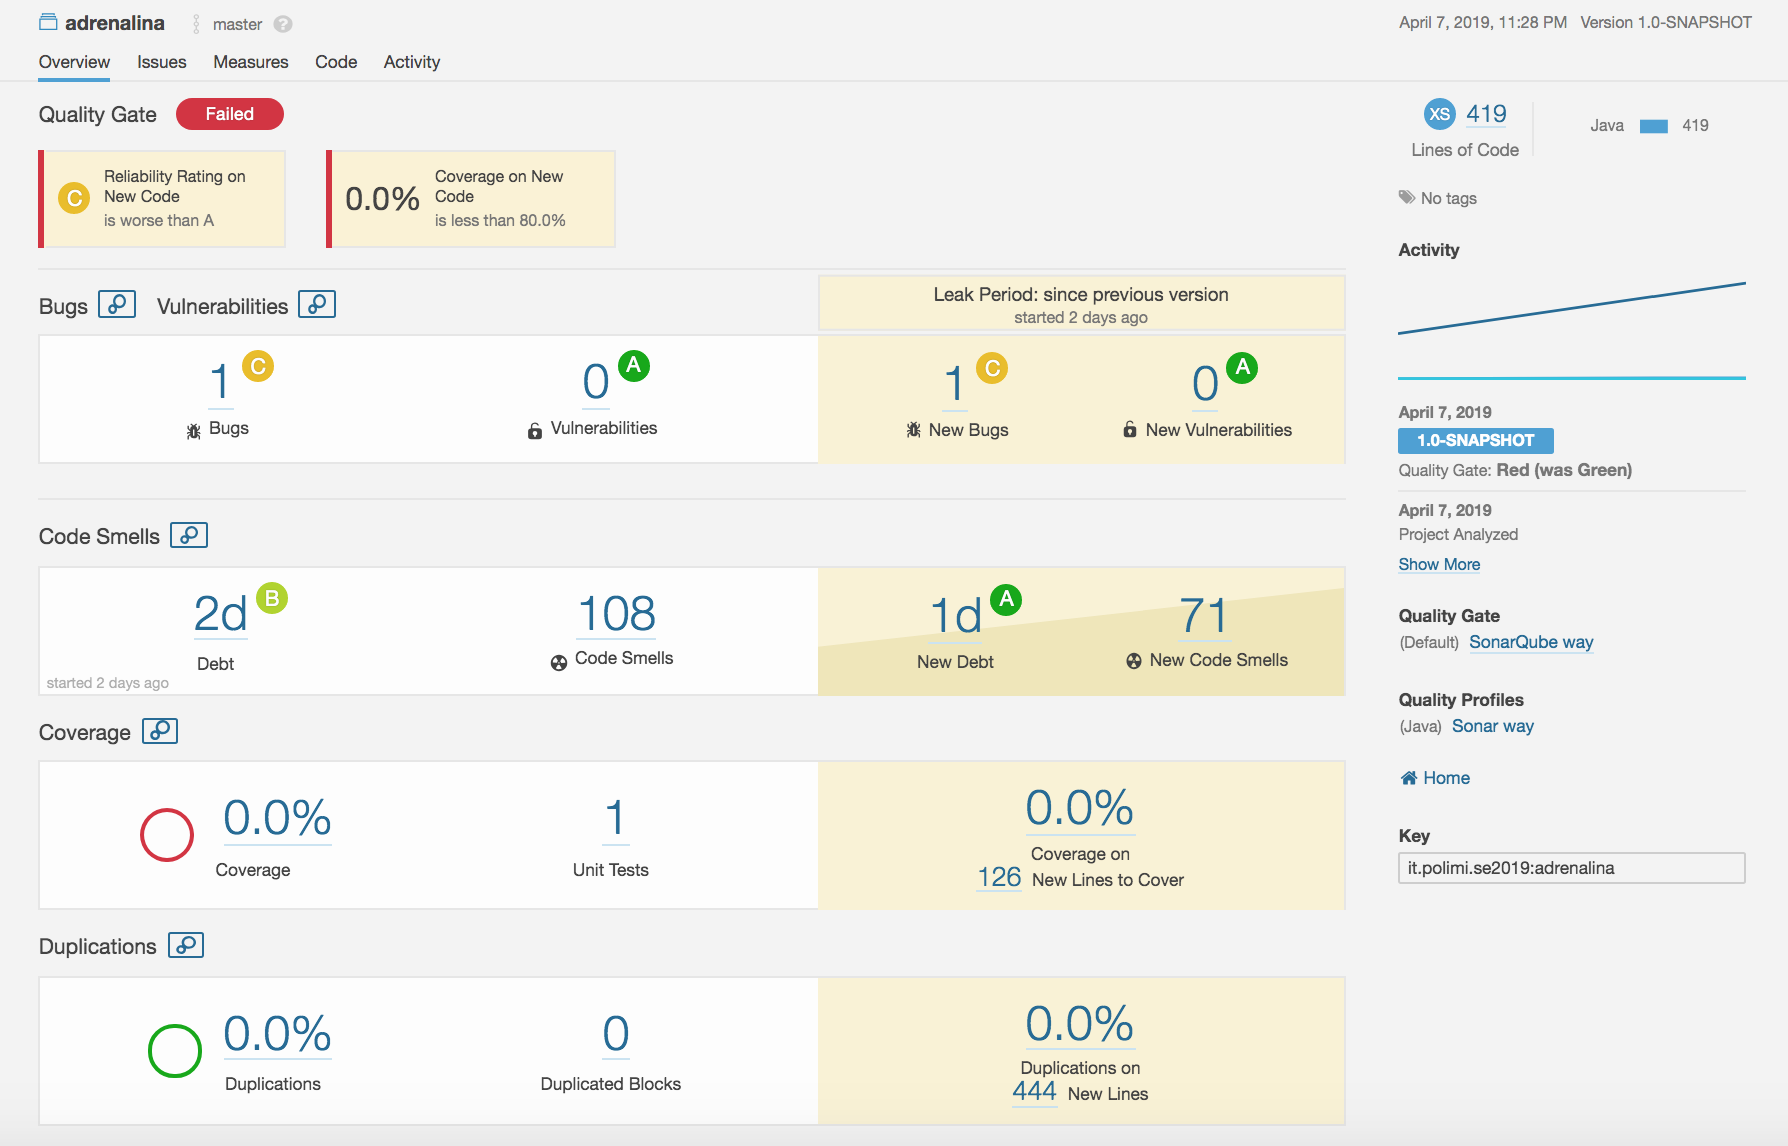 adrenalina master ?
April 7, 2019, 11:28 PM Version 1.0-SNAPSHOT
Overview Issues Measures Code Activity
Quality Gate Failed
C Reliability Rating on
New Code
is worse than A
0.0% Coverage on New
Code
is less than 80.0%
Bugs Vulnerabilities
Leak Period: since previous version
started 2 days ago
1 C
Bugs
0 A
Vulnerabilities
1 C
New Bugs
0 A
New Vulnerabilities
Code Smells
2d B
Debt
started 2 days ago
108
Code Smells
1d A
New Debt
71
New Code Smells
Coverage
0.0%
Coverage
1
Unit Tests
0.0%
Coverage on
126 New Lines to Cover
Duplications
0.0%
Duplications
0
Duplicated Blocks
0.0%
Duplications on
444 New Lines
XS 419
Lines of Code
Java 419
No tags
Activity
April 7, 2019
1.0-SNAPSHOT
Quality Gate: Red (was Green)
April 7, 2019
Project Analyzed
Show More
Quality Gate
(Default) SonarQube way
Quality Profiles
(Java) Sonar way
Home
Key
it.polimi.se2019:adrenalina